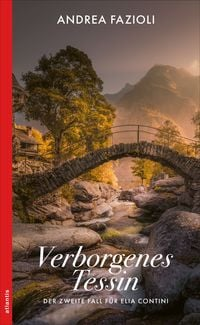 ANDREA FAZIOLI
Verborgenes
Tessin
DER ZWEITE FALL FÜR ELIA CONTINI
atlantis